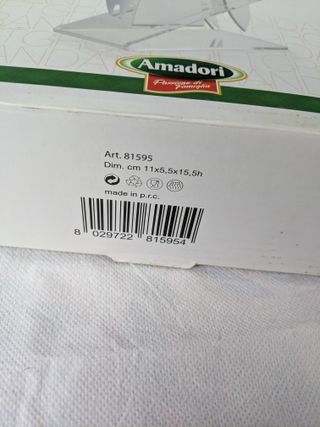 Amadori
Passione di
Famiglia
Art. 81595
Dim. cm 11x5,5x15,5h
made in p.r.c.
8 029722 815954